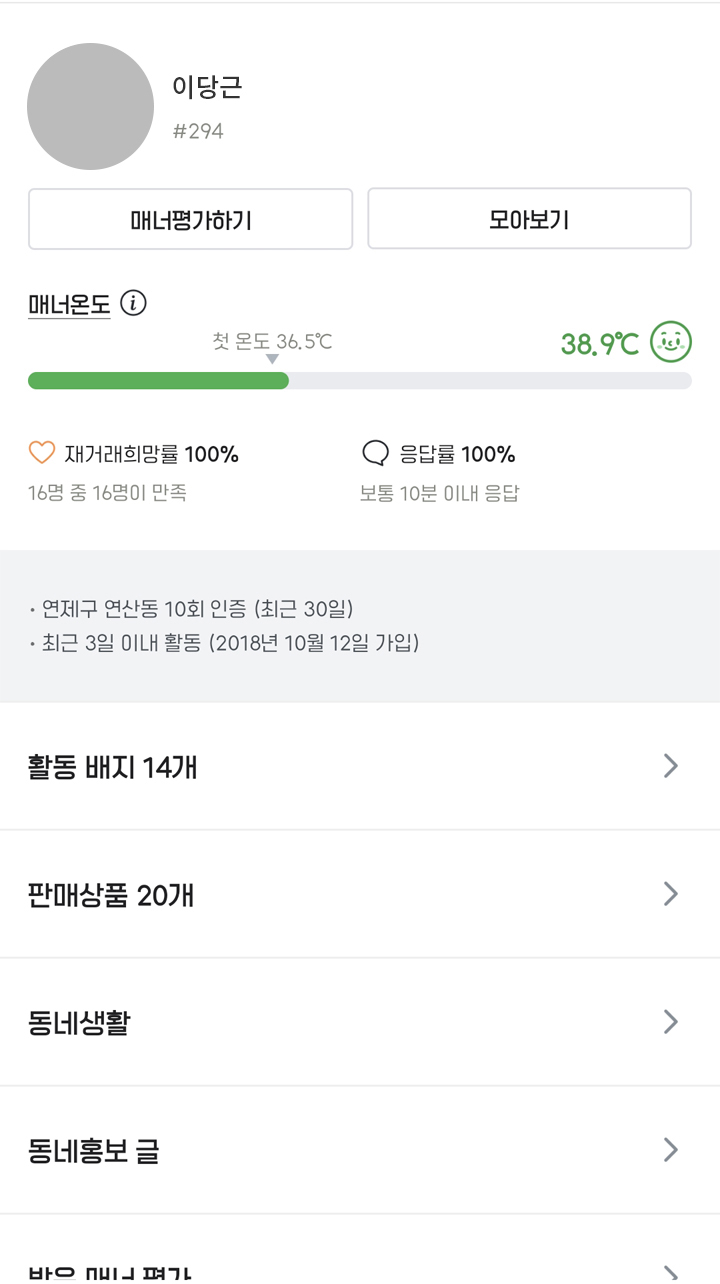 이당근
#294
매너평가하기
모아보기
매너온도
첫 온도 36.5℃
38.9℃
재거래희망률 100%
응답률 100%
16명 중 16명이 만족
보통 10분 이내 응답
· 연제구 연산동 10회 인증 (최근 30일)
· 최근 3일 이내 활동 (2018년 10월 12일 가입)
활동 배지 14개
판매상품 20개
동네생활
동네홍보 글
받은 매너 평가